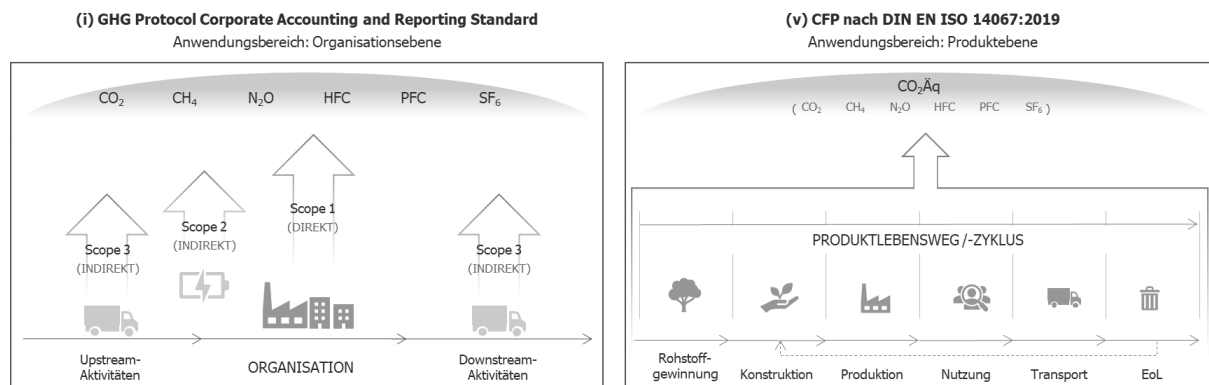 (i) GHG Protocol Corporate Accounting and Reporting Standard
Anwendungsbereich: Organisationsebene
CO₂ CH₄ N₂O HFC PFC SF₆
Scope 1
(DIREKT)
Scope 2
(INDIREKT)
Scope 3
(INDIREKT)
Scope 3
(INDIREKT)
Upstream-
Aktivitäten
ORGANISATION
Downstream-
Aktivitäten
(v) CFP nach DIN EN ISO 14067:2019
Anwendungsbereich: Produktebene
CO₂Äq
( CO₂ CH₄ N₂O HFC PFC SF₆ )
PRODUKTLEBENSWEG /-ZYKLUS
Rohstoff-
gewinnung
Konstruktion
Produktion
Nutzung
Transport
EoL